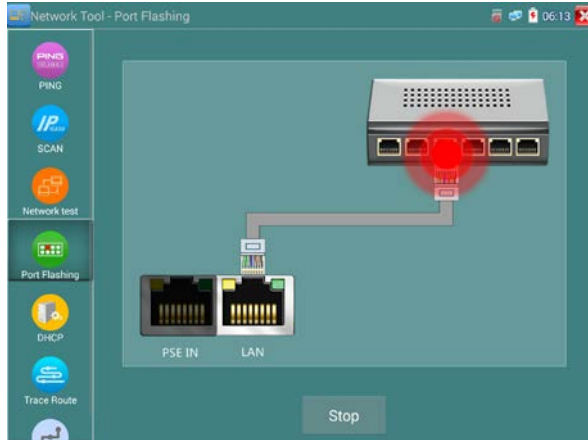 Network Tool - Port Flashing
06:13
PING
PING
IP
SCAN
Network test
Port Flashing
DHCP
Trace Route
PSE IN
LAN
Stop